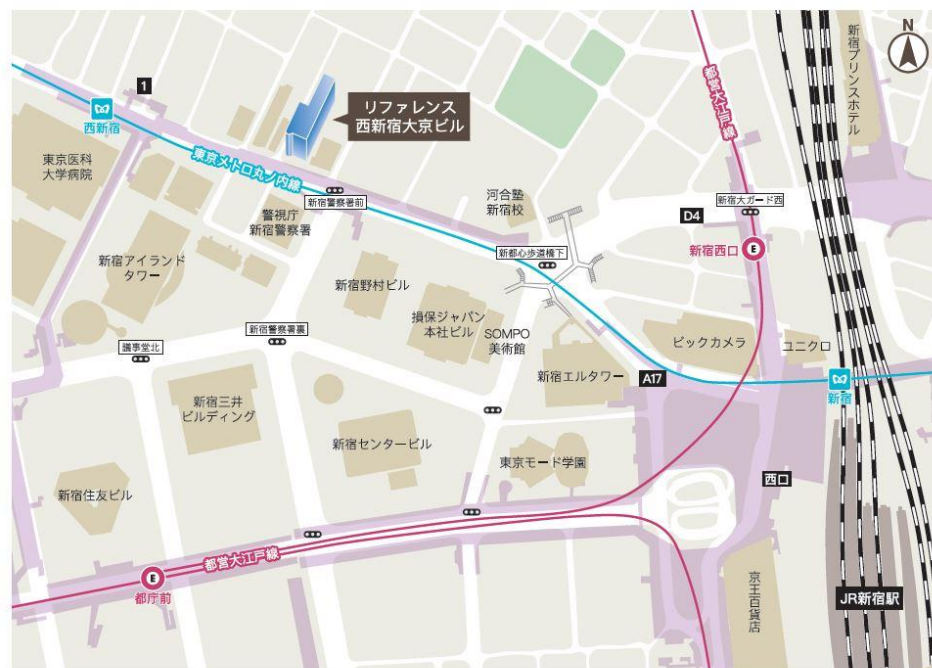 N
新宿プリンスホテル
都営大江戸線
1
西新宿
リファレンス
西新宿大京ビル
東京医科
大学病院
東京メトロ丸ノ内線
新宿警察署前
河合塾
新宿校
D4
新宿大ガード西
警視庁
新宿警察署
E
新宿西口
新都心歩道橋下
新宿アイランド
タワー
新宿野村ビル
損保ジャパン
本社ビル
SOMPO
美術館
新宿警察署裏
議事堂北
ビックカメラ
ユニクロ
新宿エルタワー
A17
新宿
新宿三井
ビルディング
新宿センタービル
東京モード学園
西口
新宿住友ビル
都営大江戸線
E
都庁前
京王百貨店
JR新宿駅